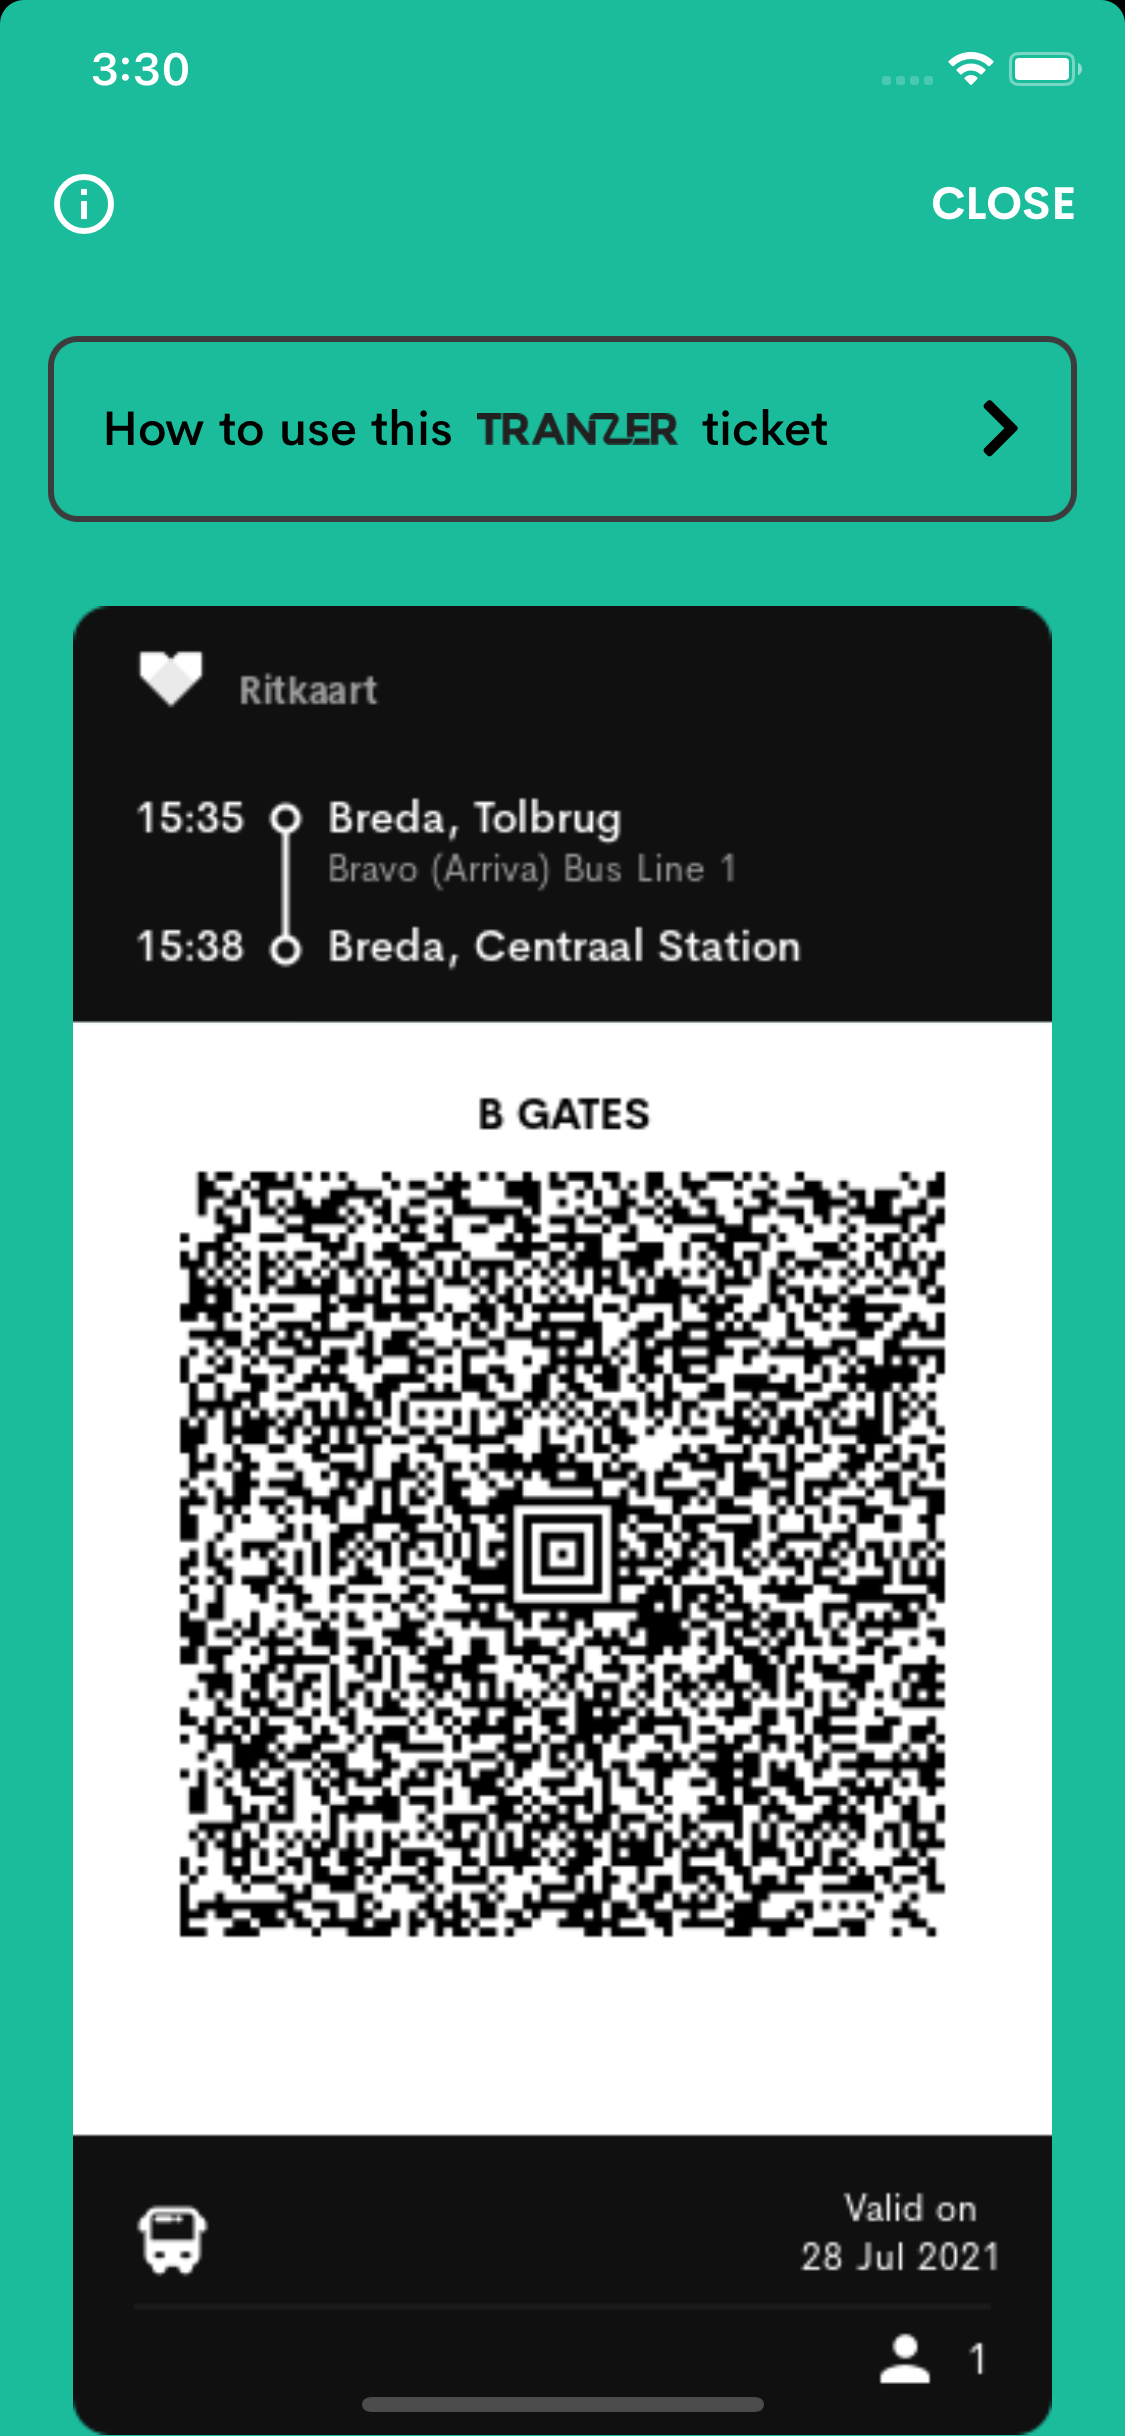 3:30
CLOSE
How to use this TRANZER ticket
Ritkaart
15:35 Breda, Tolbrug
Bravo (Arriva) Bus Line 1
15:38 Breda, Centraal Station
B GATES
Valid on
28 Jul 2021
1